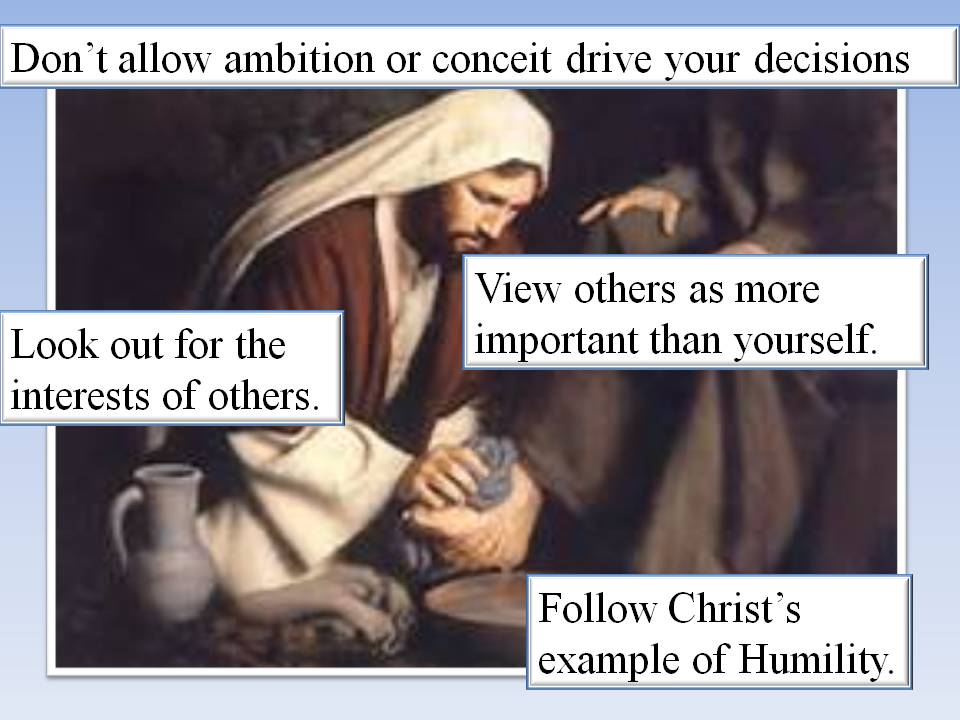 Don’t allow ambition or conceit drive your decisions
View others as more
important than yourself.
Look out for the
interests of others.
Follow Christ’s
example of Humility.